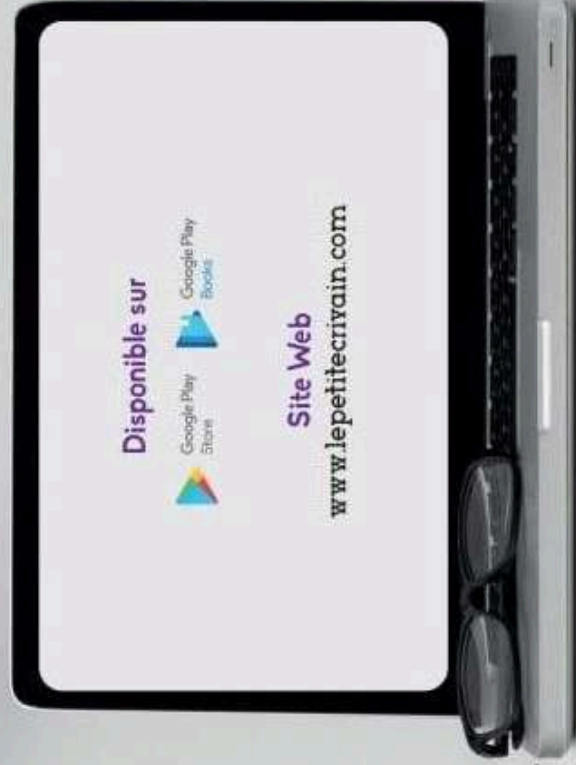 Disponible sur
Google Play
Store
Google Play
Books
Site Web
www.lepetitecrivain.com